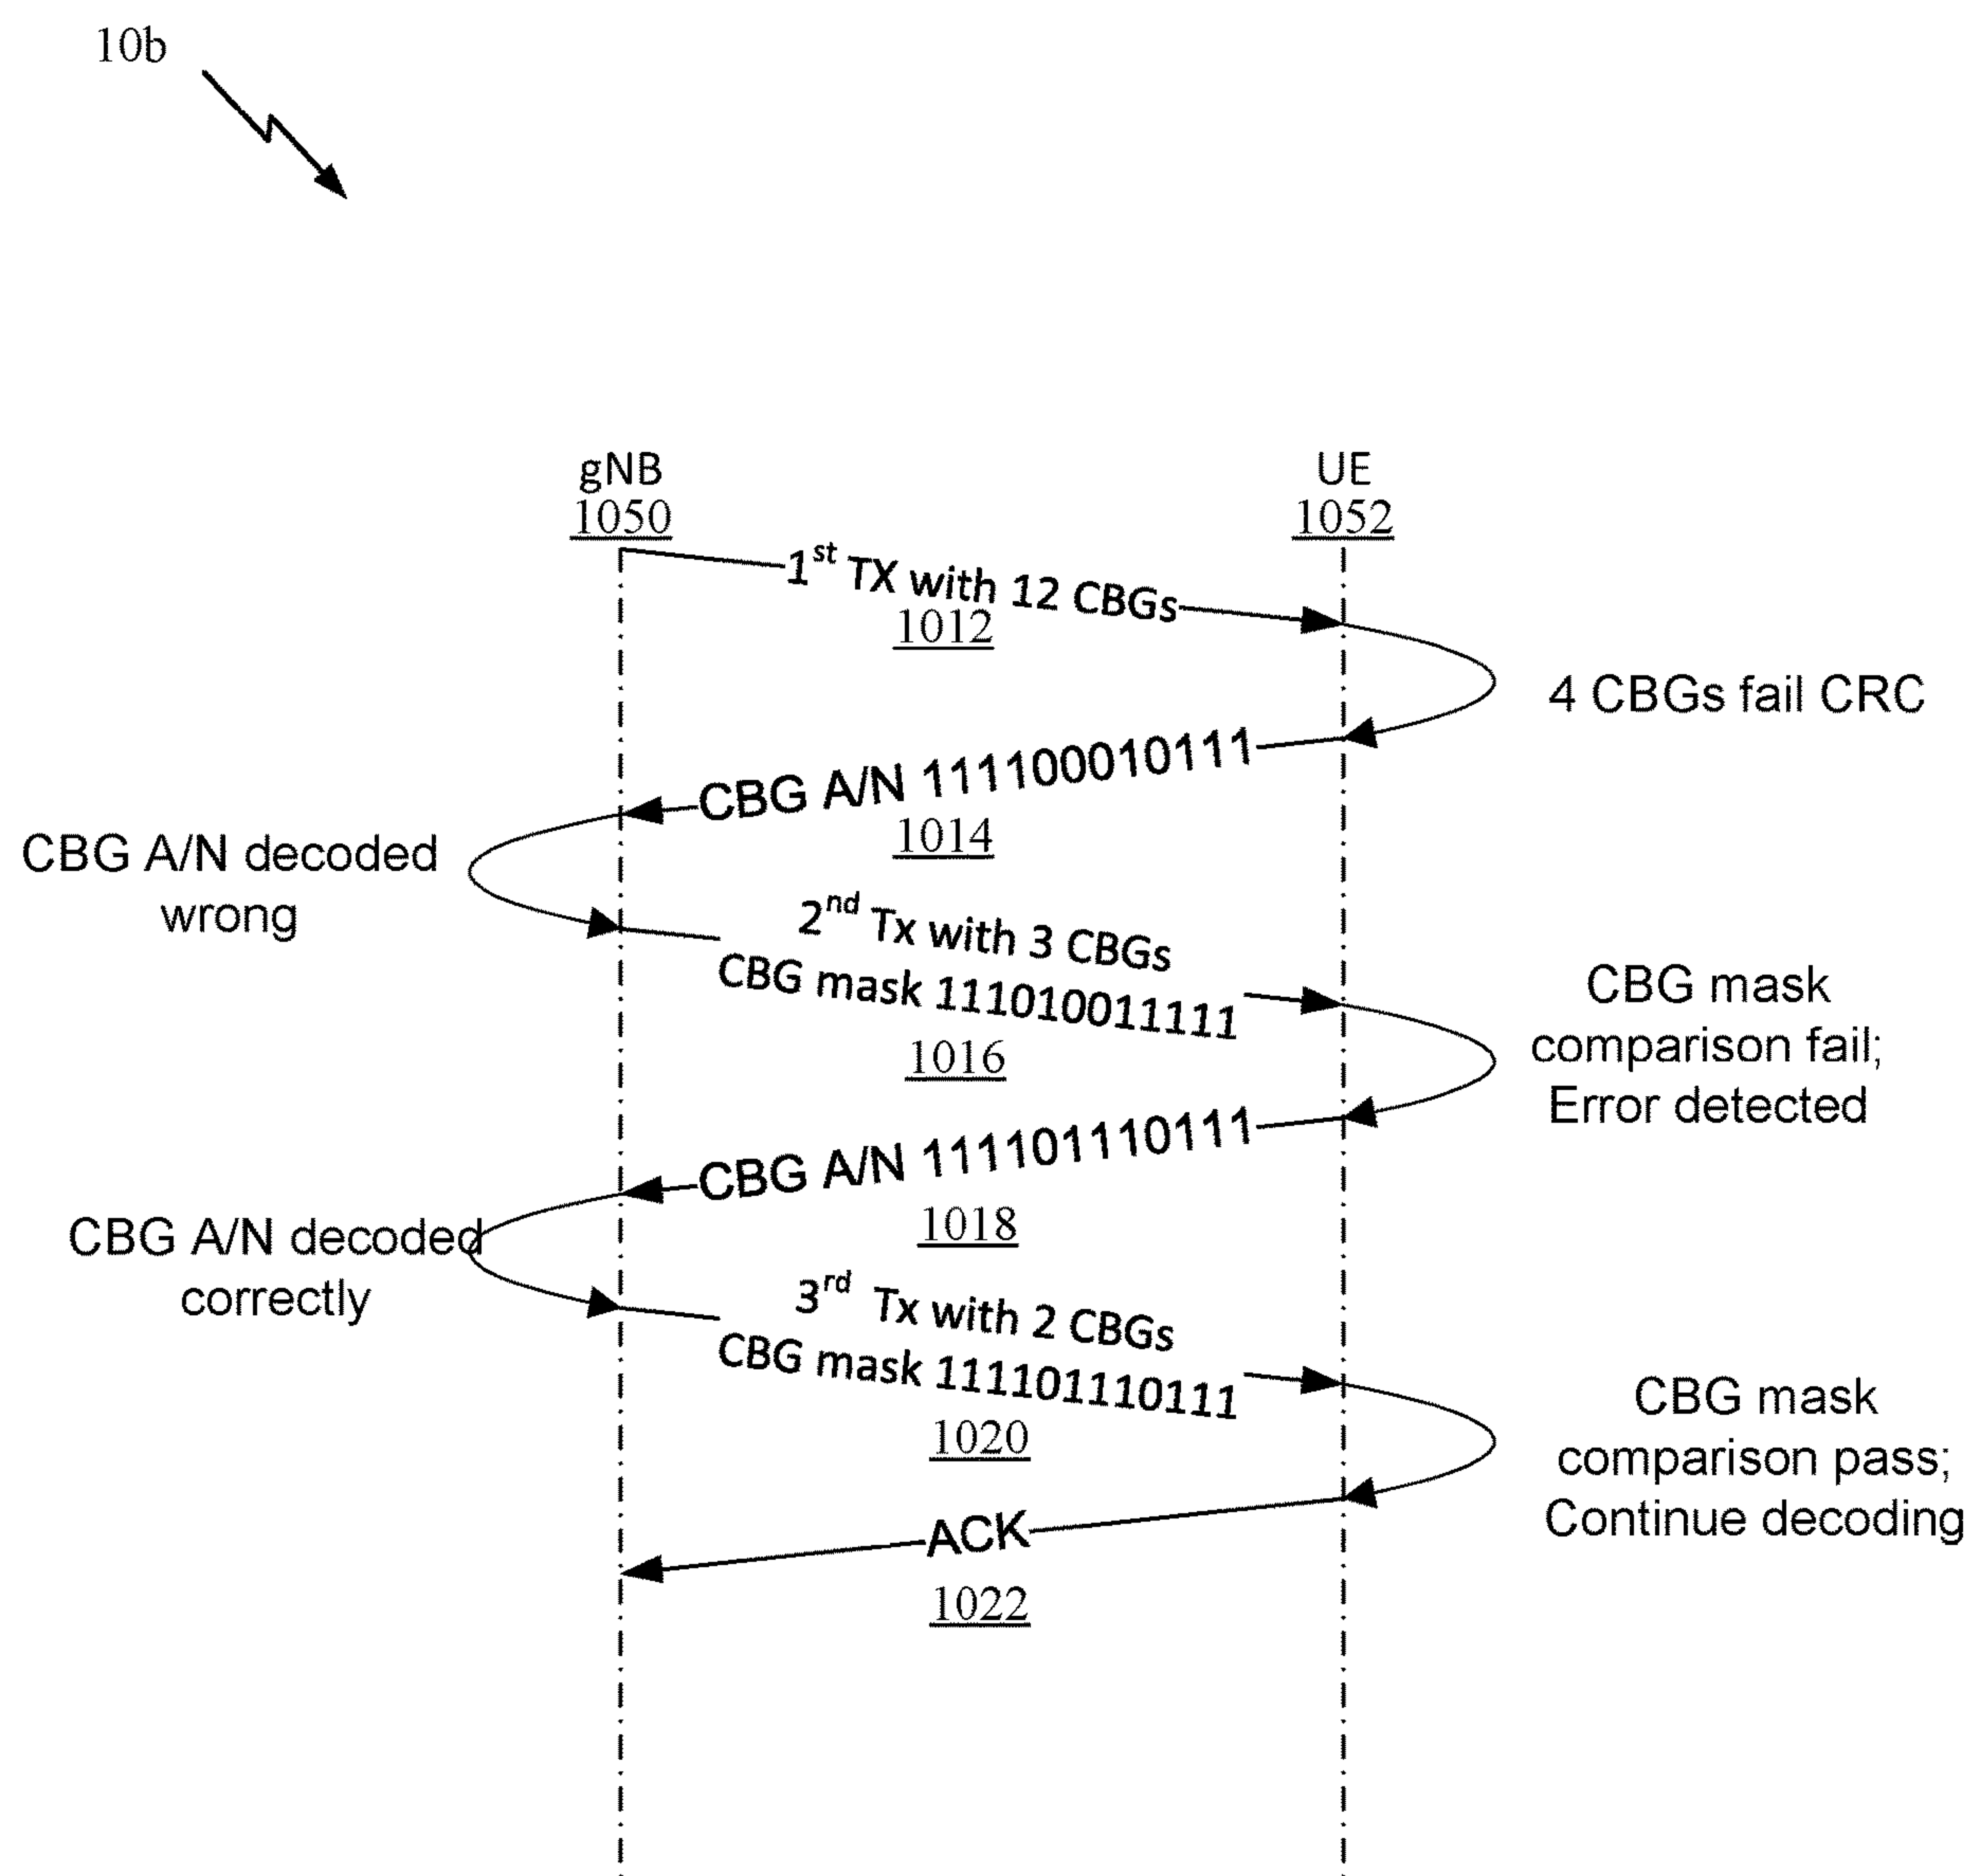 10b
gNB
1050
UE
1052
1st TX with 12 CBGs
1012
4 CBGs fail CRC
CBG A/N 111100010111
1014
CBG A/N decoded
wrong
2nd Tx with 3 CBGs
CBG mask 111010011111
1016
CBG mask
comparison fail;
Error detected
CBG A/N 111101110111
1018
CBG A/N decoded
correctly
3rd Tx with 2 CBGs
CBG mask 111101110111
1020
CBG mask
comparison pass;
Continue decoding
ACK
1022